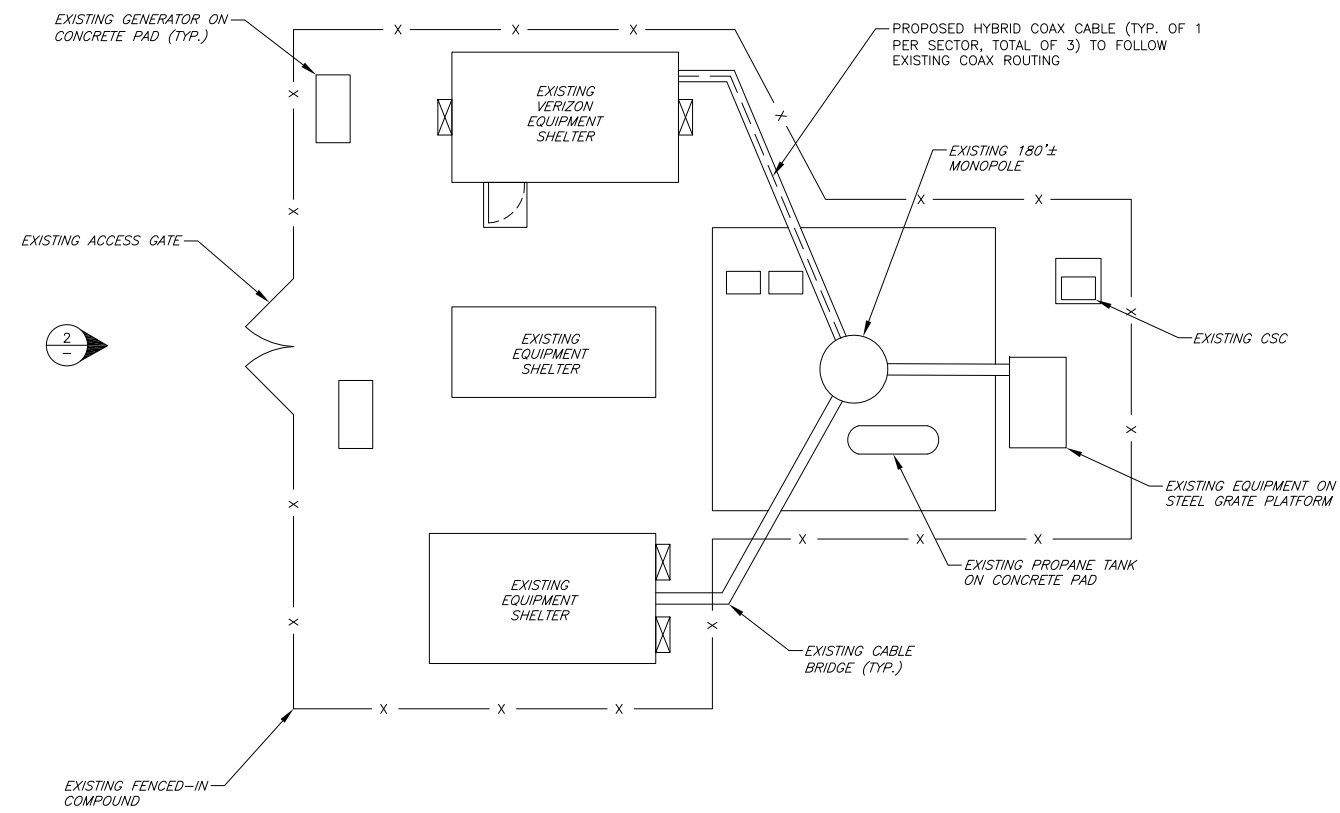 EXISTING GENERATOR ON
CONCRETE PAD (TYP.)
PROPOSED HYBRID COAX CABLE (TYP. OF 1
PER SECTOR, TOTAL OF 3) TO FOLLOW
EXISTING COAX ROUTING
EXISTING
VERIZON
EQUIPMENT
SHELTER
EXISTING 180'±
MONOPOLE
EXISTING ACCESS GATE
2
–
EXISTING
EQUIPMENT
SHELTER
EXISTING CSC
EXISTING EQUIPMENT ON
STEEL GRATE PLATFORM
EXISTING PROPANE TANK
ON CONCRETE PAD
EXISTING
EQUIPMENT
SHELTER
EXISTING CABLE
BRIDGE (TYP.)
EXISTING FENCED-IN
COMPOUND